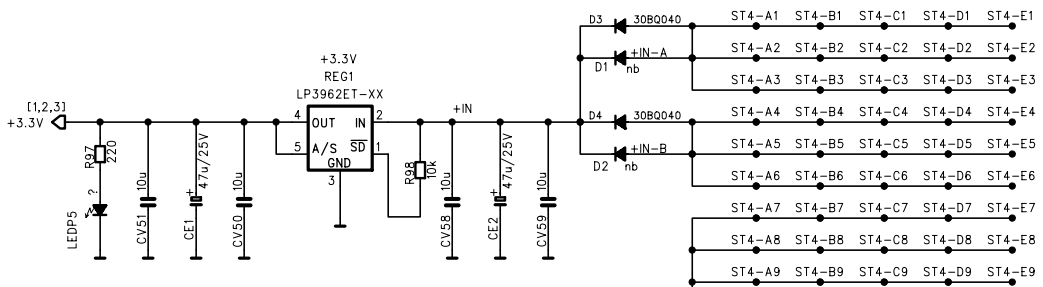 D3 30BQ040 ST4-A1 ST4-B1 ST4-C1 ST4-D1 ST4-E1
+IN-A ST4-A2 ST4-B2 ST4-C2 ST4-D2 ST4-E2
D1 nb
ST4-A3 ST4-B3 ST4-C3 ST4-D3 ST4-E3
+3.3V
REG1
LP3962ET-XX
[1,2,3]
+3.3V
4 OUT IN 2
+IN
D4 30BQ040 ST4-A4 ST4-B4 ST4-C4 ST4-D4 ST4-E4
5 A/S SD 1
GND
3
+IN-B ST4-A5 ST4-B5 ST4-C5 ST4-D5 ST4-E5
D2 nb
ST4-A6 ST4-B6 ST4-C6 ST4-D6 ST4-E6
R97
220
?
LEDP5
10u
CV51
+
47u/25V
CE1
10u
CV50
R98
10k
10u
CV58
+
47u/25V
CE2
10u
CV59
ST4-A7 ST4-B7 ST4-C7 ST4-D7 ST4-E7
ST4-A8 ST4-B8 ST4-C8 ST4-D8 ST4-E8
ST4-A9 ST4-B9 ST4-C9 ST4-D9 ST4-E9